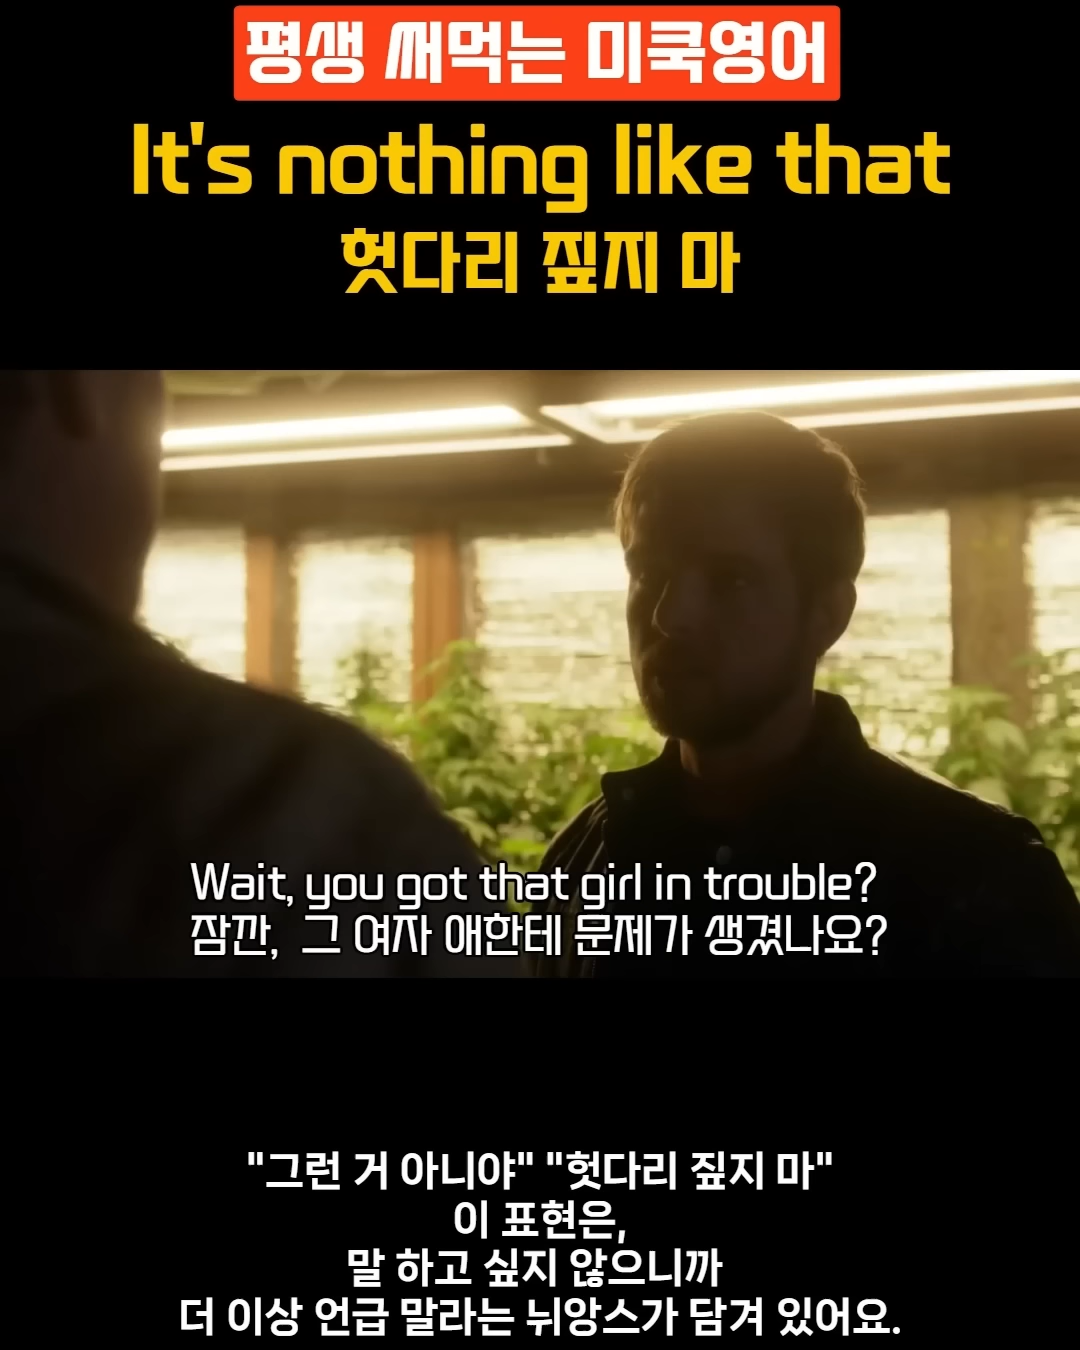 평생 써먹는 미쿡영어
It's nothing like that
헛다리 짚지 마
Wait, you got that girl in trouble?
잠깐, 그 여자 애한테 문제가 생겼나요?
"그런 거 아니야" "헛다리 짚지 마"
이 표현은,
말 하고 싶지 않으니까
더 이상 언급 말라는 뉘앙스가 담겨 있어요.